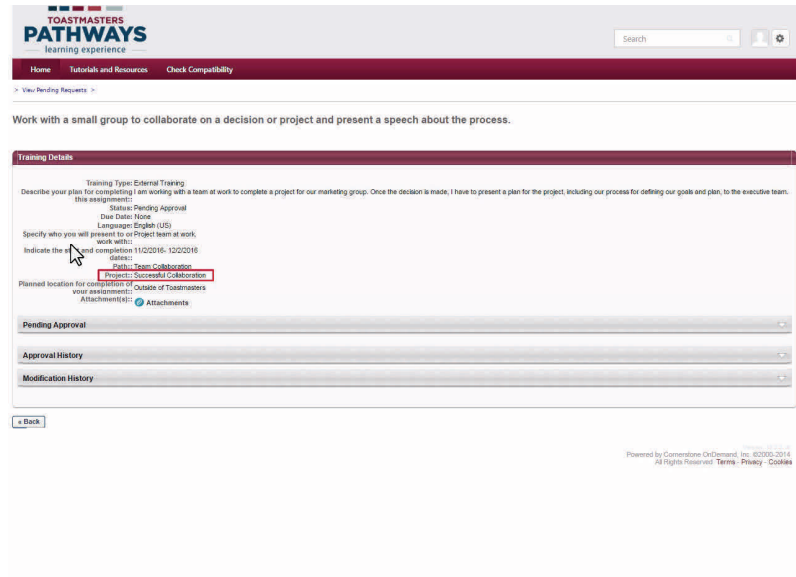 TOASTMASTERS
PATHWAYS
learning experience
Search
Home Tutorials and Resources Check Compatibility
> View Pending Requests >
Work with a small group to collaborate on a decision or project and present a speech about the process.
Training Details
Training Type: External Training
Describe your plan for completing this assignment:: I am working with a team at work to complete a project for our marketing group. Once the decision is made, I have to present a plan for the project, including our process for defining our goals and plan, to the executive team.
Status: Pending Approval
Due Date: None
Language: English (US)
Specify who you will present to or work with:: Project team at work.
Indicate the and completion dates:: 11/2/2016- 12/2/2016
Path:: Team Collaboration
Project:: Successful Collaboration
Planned location for completion of your assignment:: Outside of Toastmasters
Attachment(s):: Attachments
Pending Approval
Approval History
Modification History
« Back
Powered by Cornerstone OnDemand, Inc. ©2000-2014
All Rights Reserved. Terms - Privacy - Cookies